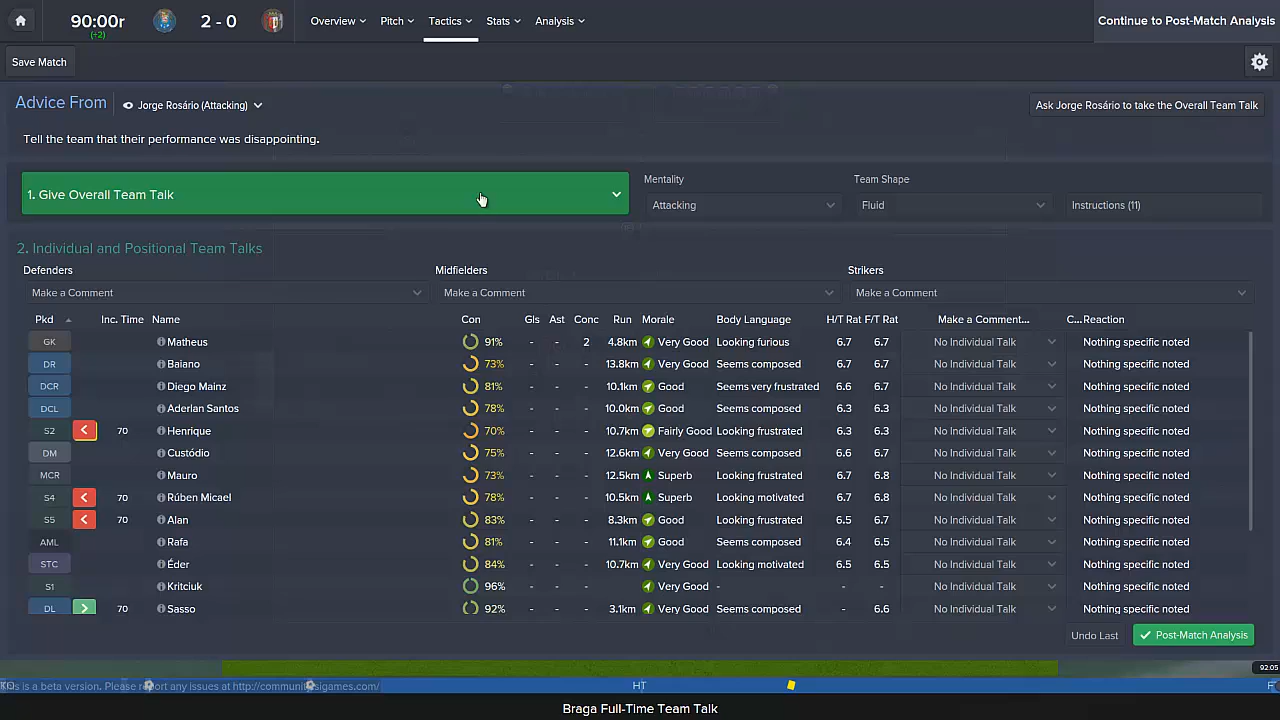 90:00r
(+2)
2 - 0
Overview
Pitch
Tactics
Stats
Analysis
Continue to Post-Match Analysis
Save Match
Advice From
Jorge Rosário (Attacking)
Ask Jorge Rosário to take the Overall Team Talk
Tell the team that their performance was disappointing.
1. Give Overall Team Talk
Mentality
Attacking
Team Shape
Fluid
Instructions (11)
2. Individual and Positional Team Talks
Defenders
Midfielders
Strikers
Make a Comment
Make a Comment
Make a Comment
Pkd Inc. Time Name Con Gls Ast Conc Run Morale Body Language H/T Rat F/T Rat Make a Comment... C... Reaction
GK Matheus 91% - - 2 4.8km Very Good Looking furious 6.7 6.7 No Individual Talk Nothing specific noted
DR Baiano 73% - - - 13.8km Very Good Seems composed 6.7 6.7 No Individual Talk Nothing specific noted
DCR Diego Mainz 81% - - - 10.1km Good Seems very frustrated 6.6 6.7 No Individual Talk Nothing specific noted
DCL Aderlan Santos 78% - - - 10.0km Good Seems composed 6.3 6.3 No Individual Talk Nothing specific noted
S2 70 Henrique 70% - - - 10.7km Fairly Good Looking frustrated 6.3 6.3 No Individual Talk Nothing specific noted
DM Custódio 75% - - - 12.6km Very Good Seems composed 6.6 6.7 No Individual Talk Nothing specific noted
MCR Mauro 73% - - - 12.5km Superb Looking frustrated 6.7 6.8 No Individual Talk Nothing specific noted
S4 70 Rúben Micael 78% - - - 10.5km Superb Looking motivated 6.7 6.8 No Individual Talk Nothing specific noted
S5 70 Alan 83% - - - 8.3km Good Looking frustrated 6.5 6.7 No Individual Talk Nothing specific noted
AML Rafa 81% - - - 11.1km Good Seems composed 6.4 6.5 No Individual Talk Nothing specific noted
STC Éder 84% - - - 10.7km Very Good Looking motivated 6.5 6.5 No Individual Talk Nothing specific noted
S1 Kritciuk 96% - - - Very Good - - - No Individual Talk Nothing specific noted
DL 70 Sasso 92% - - - 3.1km Very Good Seems composed - 6.6 No Individual Talk Nothing specific noted
Undo Last
Post-Match Analysis
92:05
This is a beta version. Please report any issues at http://community.sigames.com/
HT
Braga Full-Time Team Talk